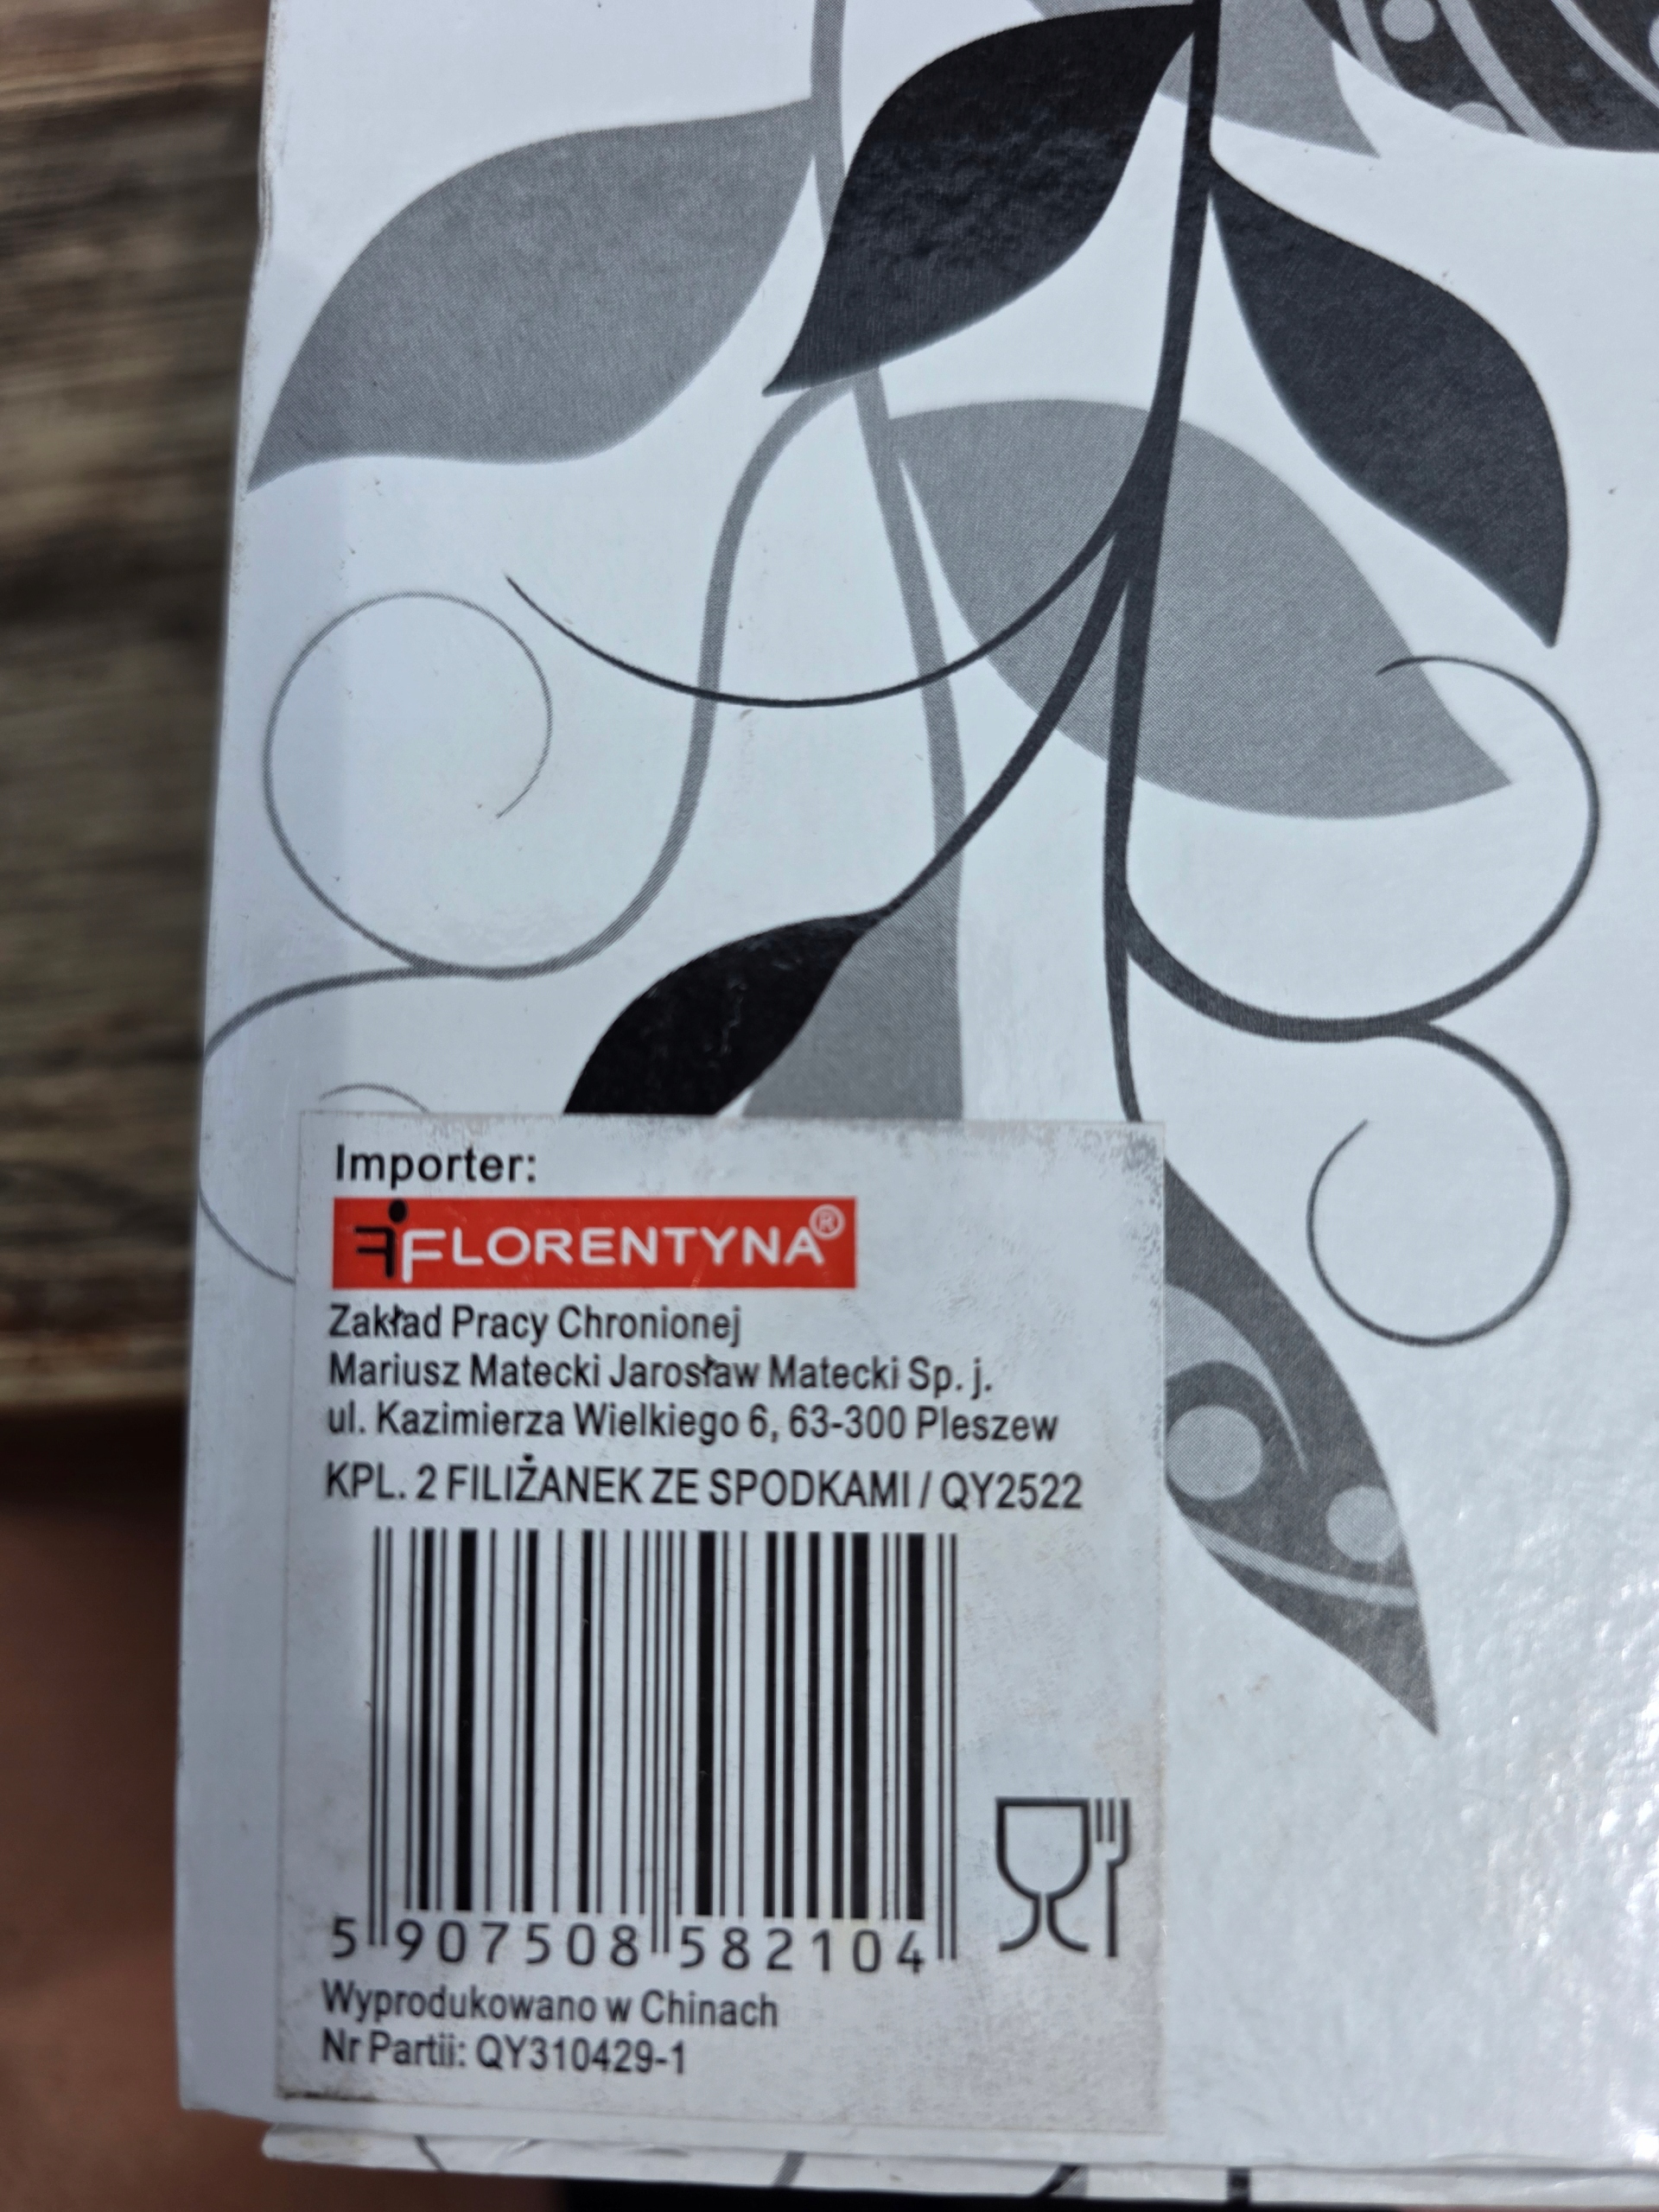 Importer:
FLORENTYNA®
Zakład Pracy Chronionej
Mariusz Matecki Jarosław Matecki Sp. j.
ul. Kazimierza Wielkiego 6, 63-300 Pleszew
KPL. 2 FILIŻANEK ZE SPODKAMI / QY2522
5 907508 582104
Wyprodukowano w Chinach
Nr Partii: QY310429-1